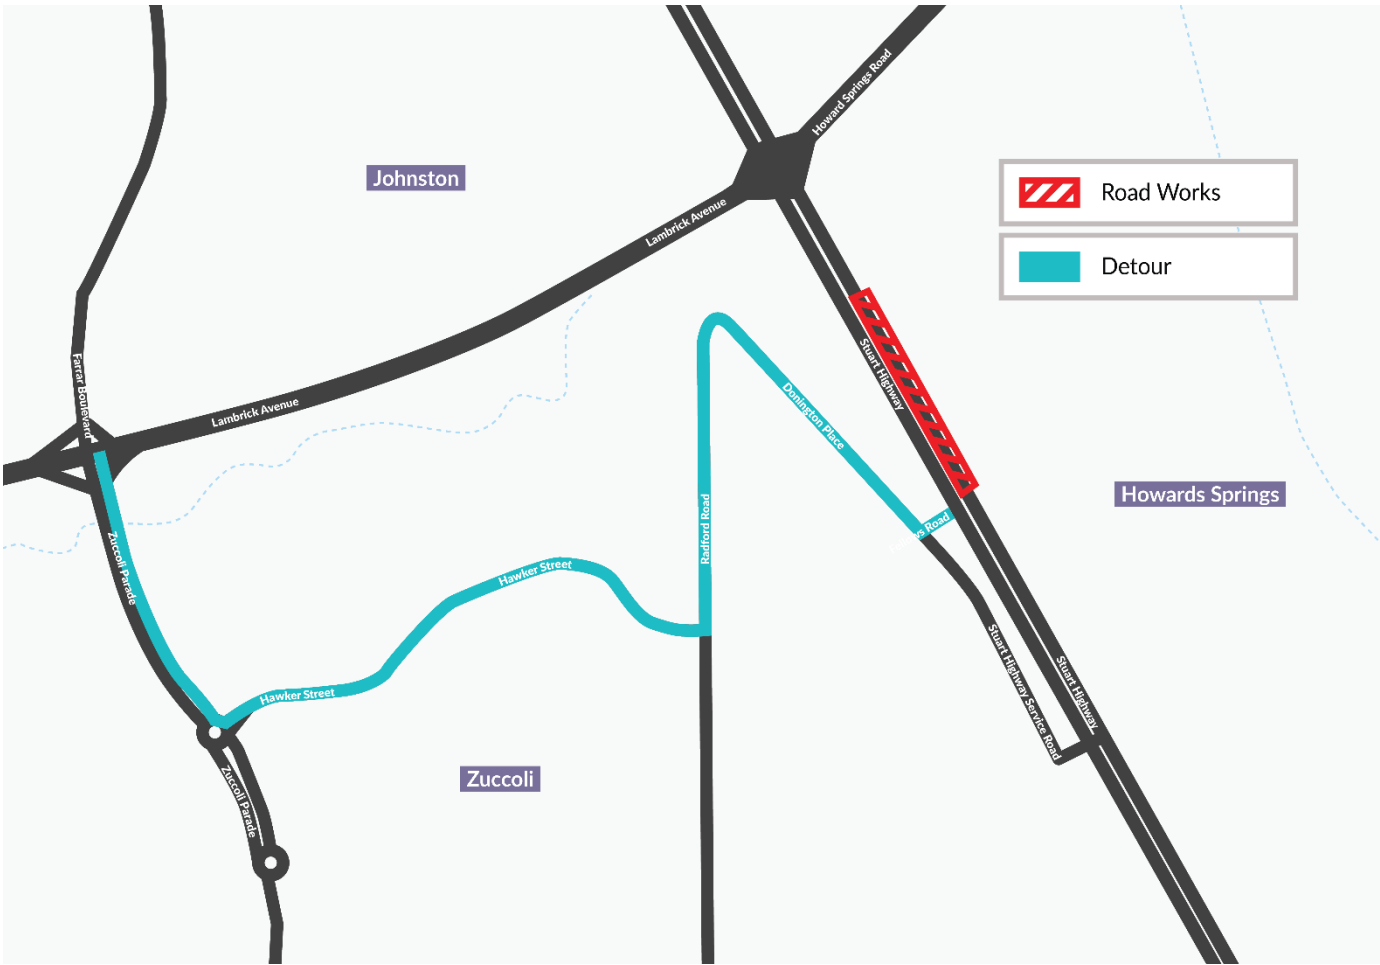 Howard Springs Road
Johnston
Road Works
Lambrick Avenue
Detour
Stuart Highway
Farrar Boulevard
Donington Place
Lambrick Avenue
Howards Springs
Radford Road
Road
Zuccoli Parade
Hawker Street
Stuart Highway Service Road
Stuart Highway
Hawker Street
Zuccoli
Zuccoli Parade